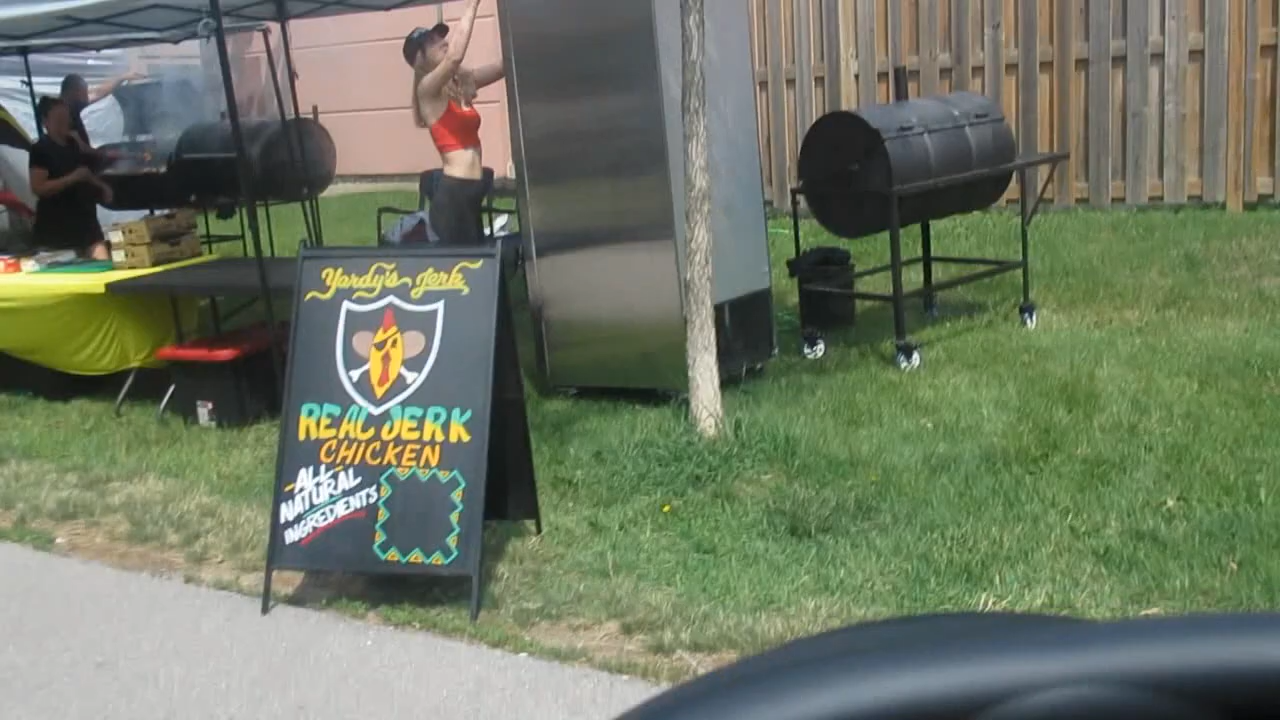 Yardy's Jerk
REAL JERK
CHICKEN
ALL
NATURAL
INGREDIENTS